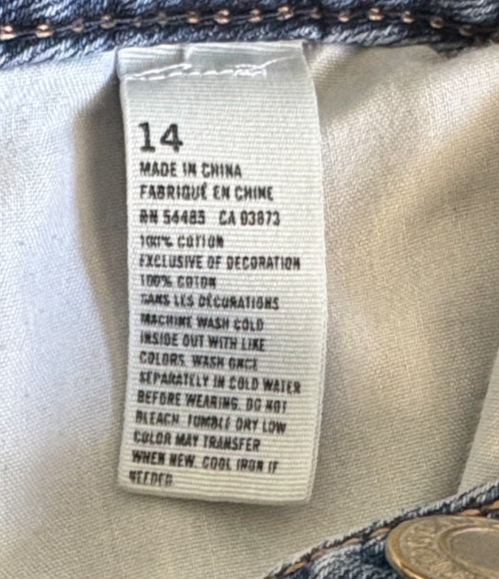 14
MADE IN CHINA
FABRIQUÉ EN CHINE
RN 54485 CA 03873
100% COTTON
EXCLUSIVE OF DECORATION
100% COTON
SANS LES DÉCORATIONS
MACHINE WASH COLD
INSIDE OUT WITH LIKE
COLORS. WASH ONCE
SEPARATELY IN COLD WATER
BEFORE WEARING. DO NOT
BLEACH. TUMBLE DRY LOW
COLOR MAY TRANSFER
WHEN NEW. COOL IRON IF
NEEDED